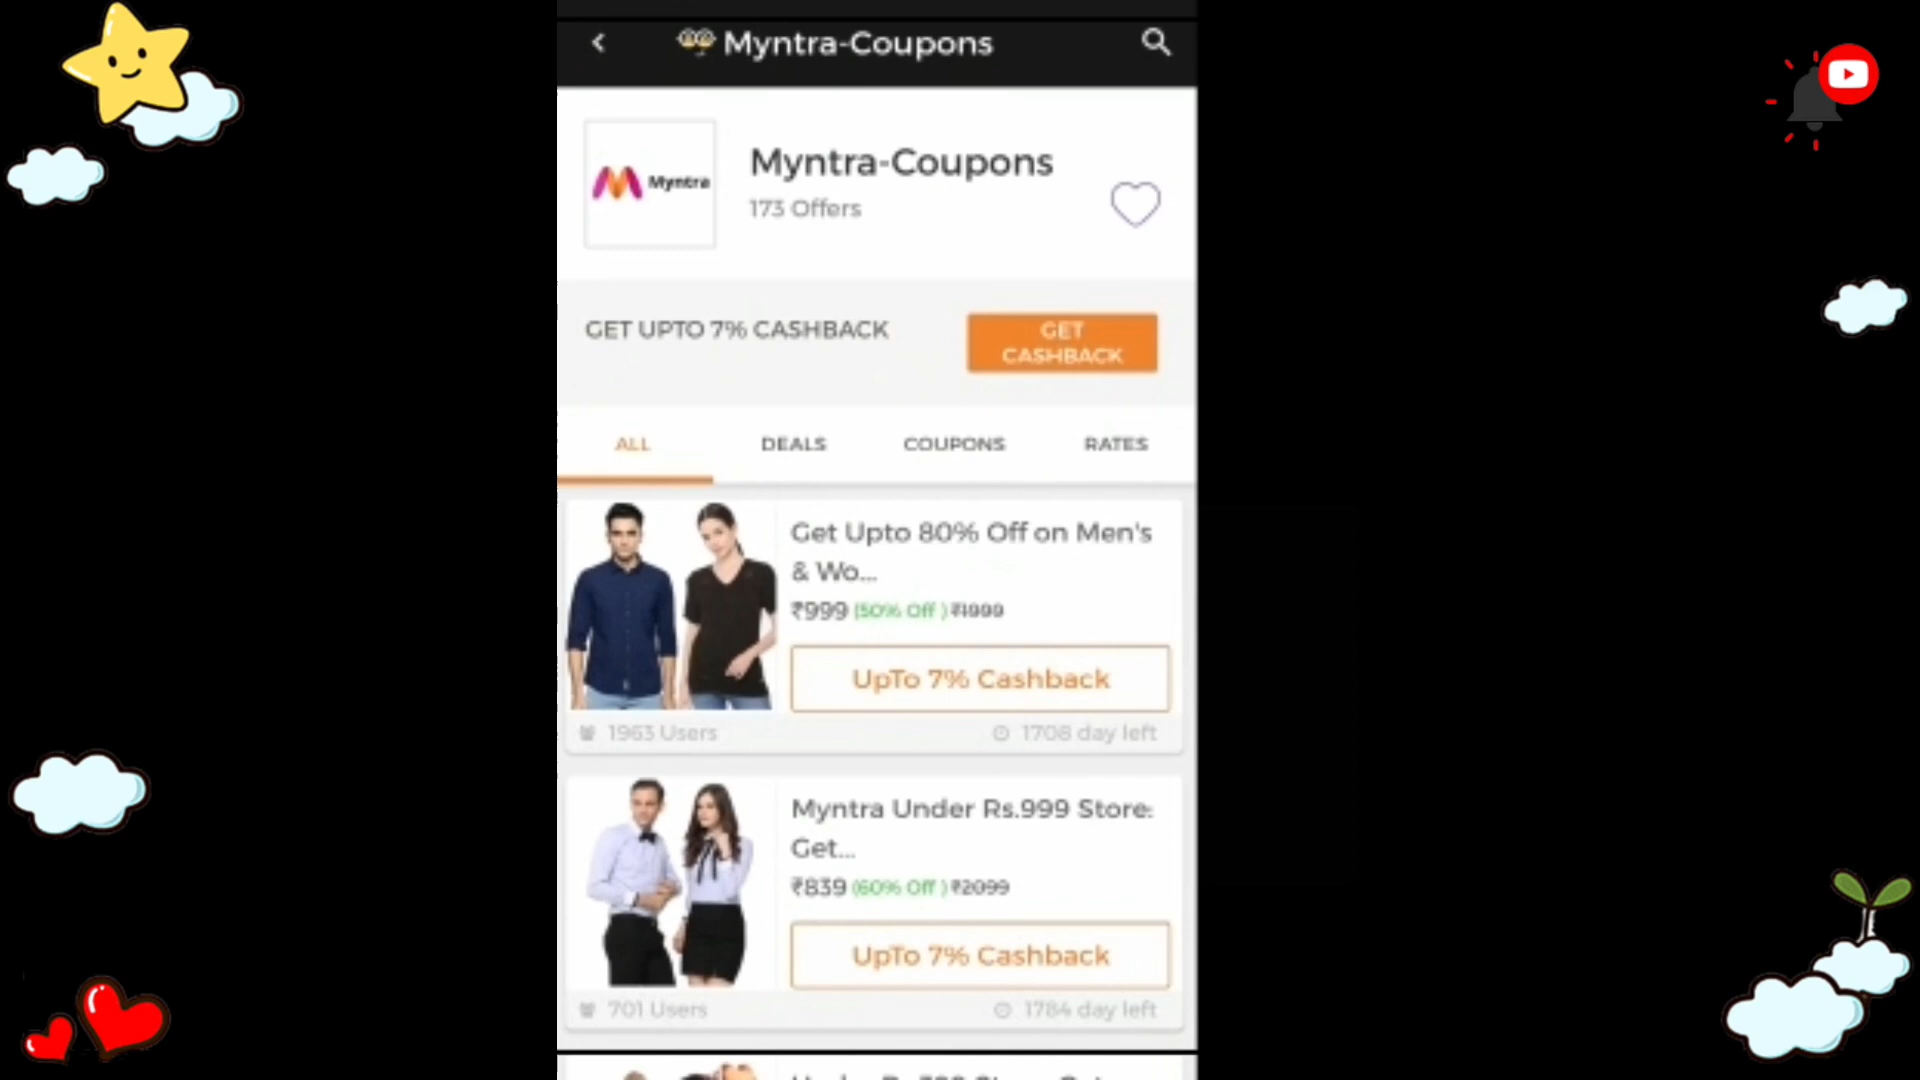 Myntra-Coupons
Myntra
Myntra-Coupons
173 Offers
GET UPTO 7% CASHBACK
GET
CASHBACK
ALL DEALS COUPONS RATES
Get Upto 80% Off on Men's
& Wo...
₹999 (50% Off ) ₹1999
UpTo 7% Cashback
1963 Users 1708 day left
Myntra Under Rs.999 Store:
Get...
₹839 (60% Off ) ₹2099
UpTo 7% Cashback
701 Users 1784 day left